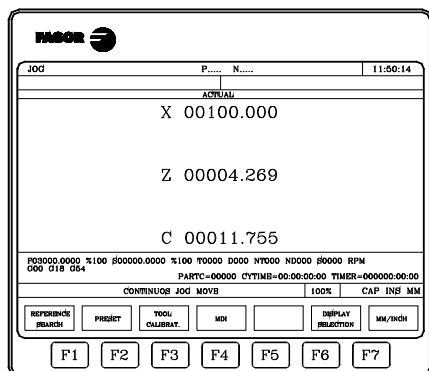 FAGOR
JOG P..... N..... 11:50:14
ACTUAL
X 00100.000
Z 00004.269
C 00011.755
F03000.0000 %100 S00000.0000 %100 T0000 D000 NT000 ND000 S0000 RPM
G00 G18 G54
PARTC=00000 CYTIME=00:00:00:00 TIMER=000000:00:00
CONTINUOS JOG MOVE 100% CAP INS MM
REFERENCE SEARCH PRESET TOOL CALIBRAT. MDI DISPLAY SELECTION MM/INCH
F1 F2 F3 F4 F5 F6 F7